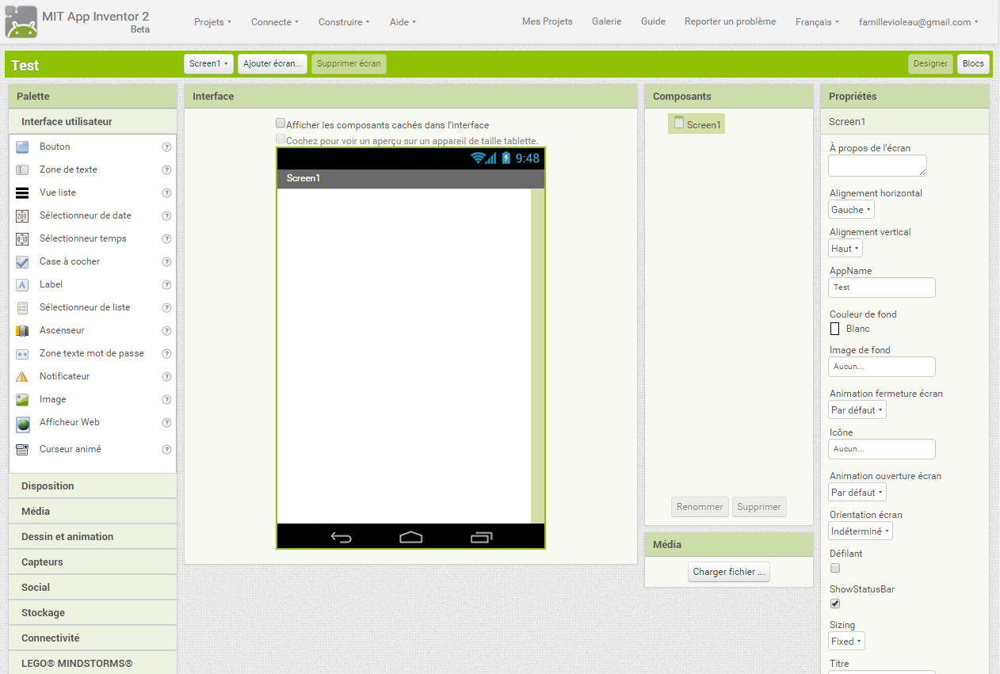 MIT App Inventor 2
Beta
Projets
Connecte
Construire
Aide
Mes Projets
Galerie
Guide
Reporter un problème
Français
famillevioleau@gmail.com
Test
Screen1
Ajouter écran...
Supprimer écran
Designer
Blocs
Palette
Interface utilisateur
Bouton ?
Zone de texte ?
Vue liste ?
Sélectionneur de date ?
Sélectionneur temps ?
Case à cocher ?
Label ?
Sélectionneur de liste ?
Ascenseur ?
Zone texte mot de passe ?
Notificateur ?
Image ?
Afficheur Web ?
Curseur animé ?
Disposition
Média
Dessin et animation
Capteurs
Social
Stockage
Connectivité
LEGO® MINDSTORMS®
Interface
Afficher les composants cachés dans l'interface
Cochez pour voir un aperçu sur un appareil de taille tablette.
9:48
Screen1
Composants
Screen1
Renommer
Supprimer
Média
Charger fichier ...
Propriétés
Screen1
À propos de l'écran
Alignement horizontal
Gauche
Alignement vertical
Haut
AppName
Test
Couleur de fond
Blanc
Image de fond
Aucun...
Animation fermeture écran
Par défaut
Icône
Aucun...
Animation ouverture écran
Par défaut
Orientation écran
Indéterminé
Défilant
ShowStatusBar
Sizing
Fixed
Titre